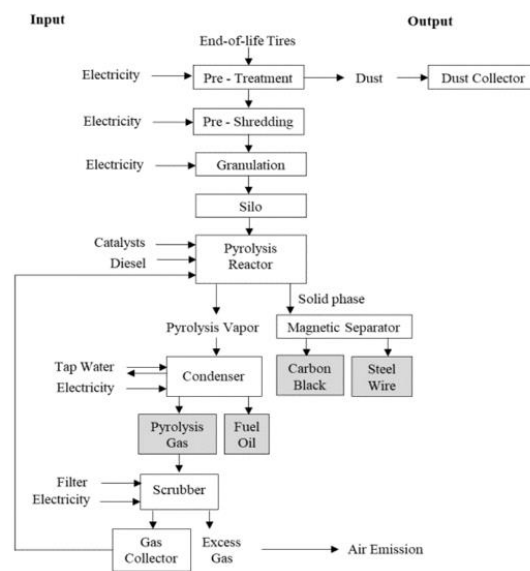 Input
Output
End-of-life Tires
Electricity
Pre - Treatment
Dust
Dust Collector
Electricity
Pre - Shredding
Electricity
Granulation
Silo
Catalysts
Diesel
Pyrolysis
Reactor
Solid phase
Pyrolysis Vapor
Magnetic Separator
Tap Water
Electricity
Condenser
Carbon
Black
Steel
Wire
Pyrolysis
Gas
Fuel
Oil
Filter
Electricity
Scrubber
Gas
Collector
Excess
Gas
Air Emission